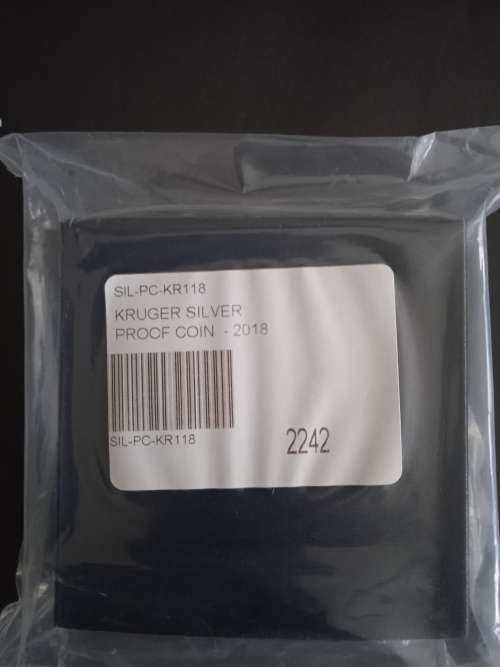 SIL-PC-KR118
KRUGER SILVER
PROOF COIN - 2018
SIL-PC-KR118
2242